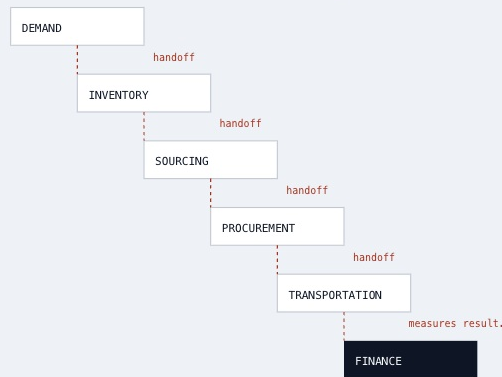 DEMAND
handoff
INVENTORY
handoff
SOURCING
handoff
PROCUREMENT
handoff
TRANSPORTATION
measures result.
FINANCE